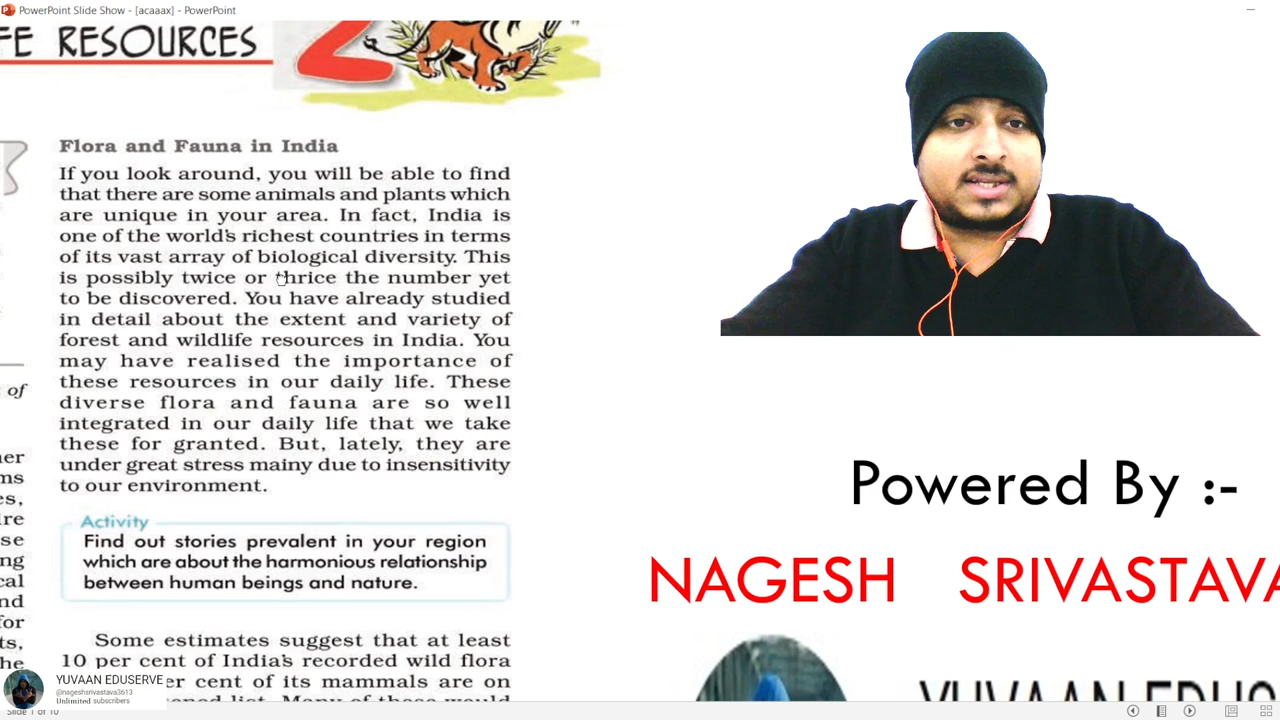 PowerPoint Slide Show - [acaaax] - PowerPoint
FE RESOURCES
2
Flora and Fauna in India
If you look around, you will be able to find
that there are some animals and plants which
are unique in your area. In fact, India is
one of the world's richest countries in terms
of its vast array of biological diversity. This
is possibly twice or thrice the number yet
to be discovered. You have already studied
in detail about the extent and variety of
forest and wildlife resources in India. You
may have realised the importance of
these resources in our daily life. These
diverse flora and fauna are so well
integrated in our daily life that we take
these for granted. But, lately, they are
under great stress mainy due to insensitivity
to our environment.
of
Activity
Find out stories prevalent in your region
which are about the harmonious relationship
between human beings and nature.
Some estimates suggest that at least
10 per cent of India's recorded wild flora
er cent of its mammals are on
Powered By :-
NAGESH SRIVASTAVA
YUVAAN EDUSERVE
@nageshsrivastava3613
Unlimited subscribers
Slide 1 of 10